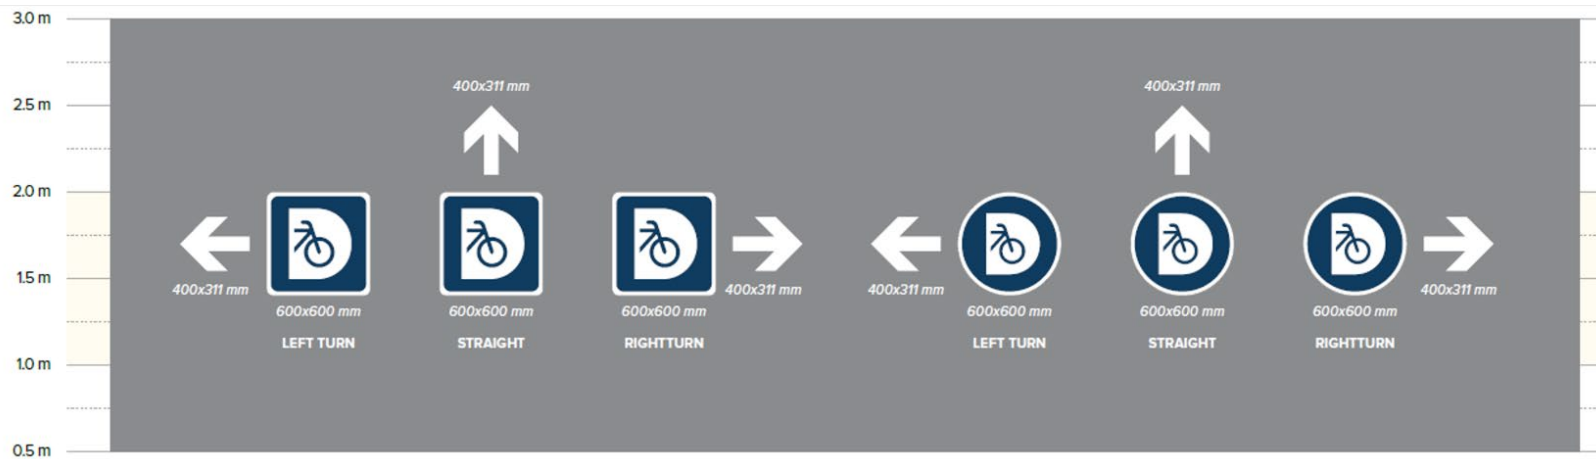 3.0 m
400x311 mm
400x311 mm
2.5 m
2.0 m
D D D D D D
1.5 m
400x311 mm
400x311 mm
400x311 mm
400x311 mm
600x600 mm
600x600 mm
600x600 mm
600x600 mm
600x600 mm
600x600 mm
LEFT TURN
STRAIGHT
RIGHTTURN
LEFT TURN
STRAIGHT
RIGHTTURN
1.0 m
0.5 m